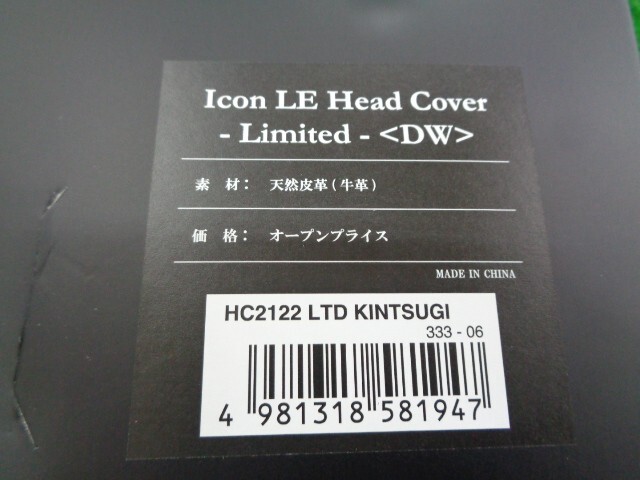 Icon LE Head Cover
- Limited - <DW>
素 材： 天然皮革(牛革)
価 格： オープンプライス
MADE IN CHINA
HC2122 LTD KINTSUGI
333 - 06
4 981318 581947